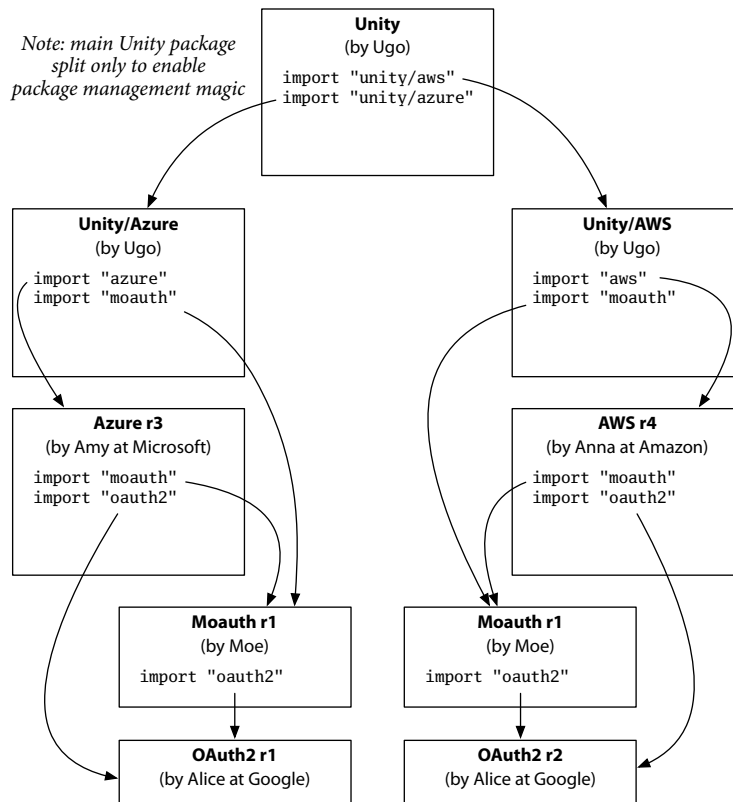 Note: main Unity package
split only to enable
package management magic
Unity
(by Ugo)
import "unity/aws"
import "unity/azure"
Unity/Azure
(by Ugo)
import "azure"
import "moauth"
Unity/AWS
(by Ugo)
import "aws"
import "moauth"
Azure r3
(by Amy at Microsoft)
import "moauth"
import "oauth2"
AWS r4
(by Anna at Amazon)
import "moauth"
import "oauth2"
Moauth r1
(by Moe)
import "oauth2"
Moauth r1
(by Moe)
import "oauth2"
OAuth2 r1
(by Alice at Google)
OAuth2 r2
(by Alice at Google)